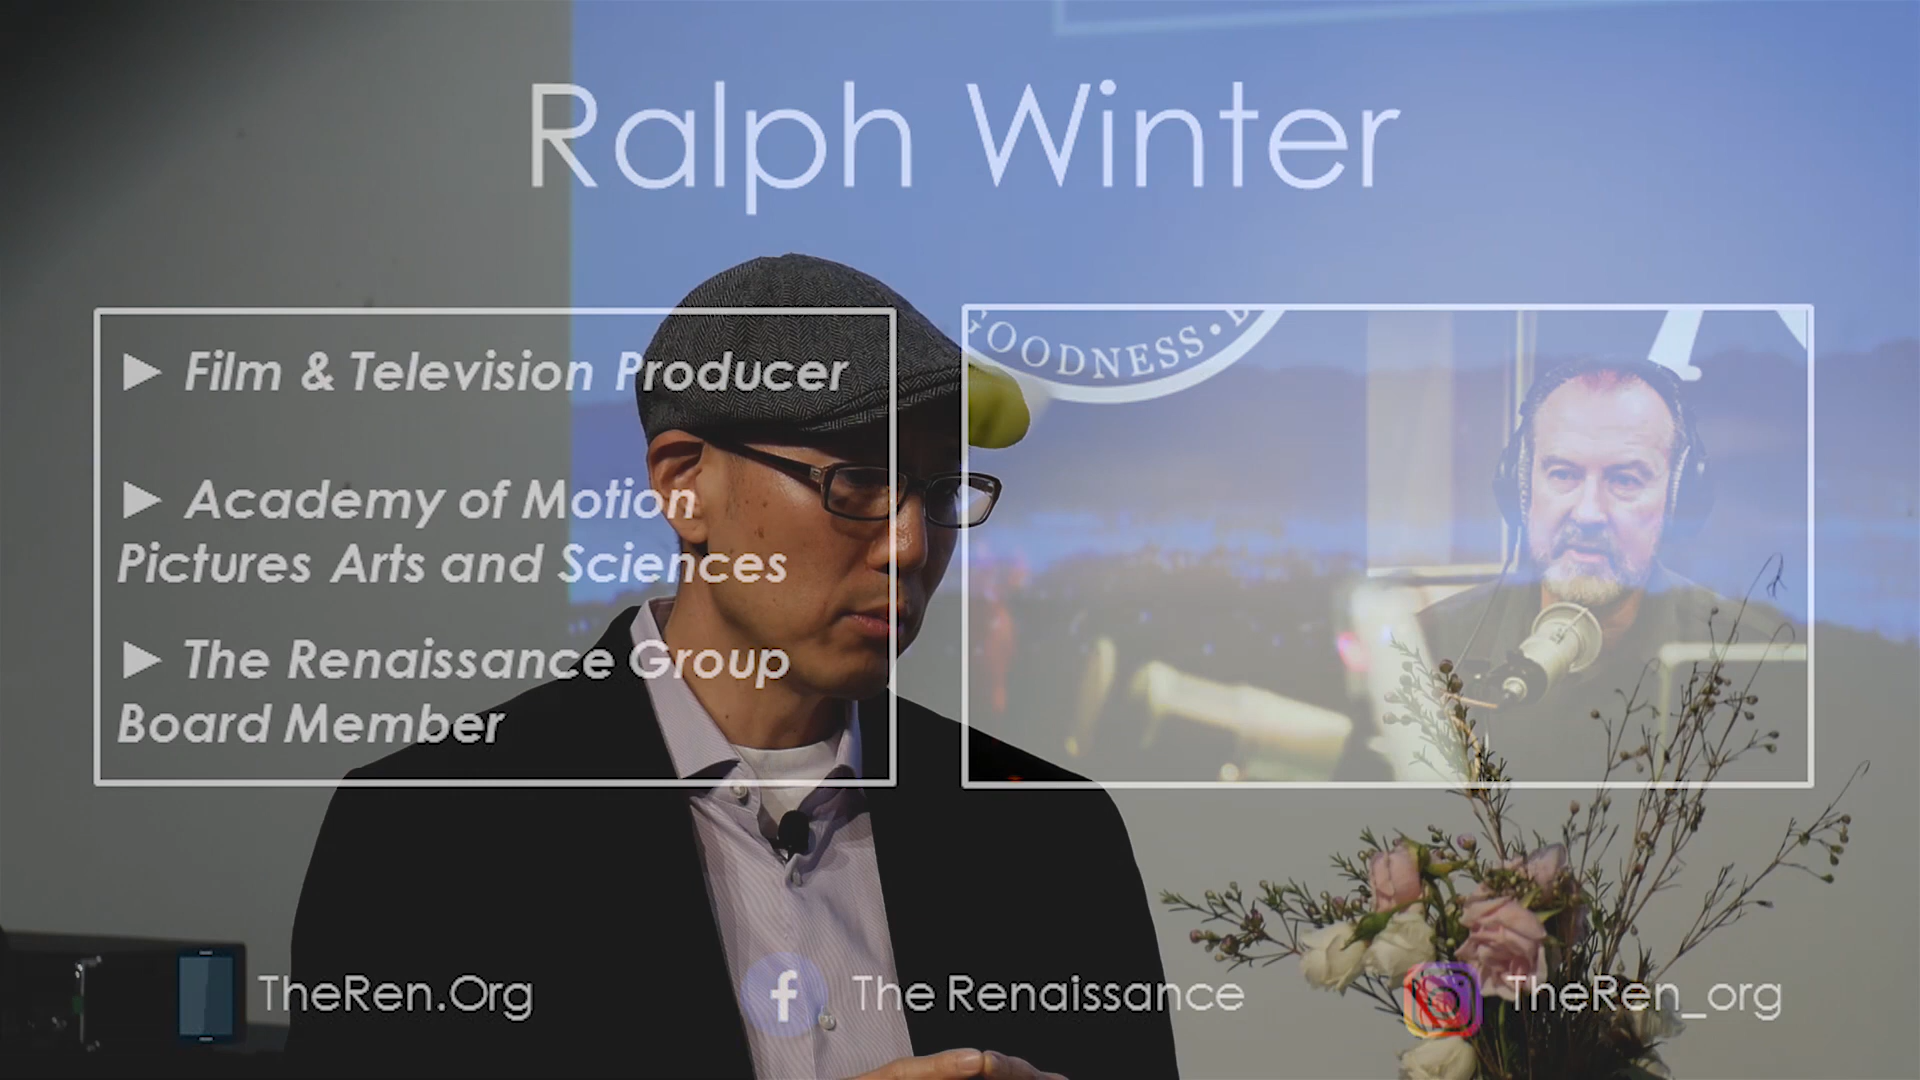 Ralph Winter
► Film & Television Producer
► Academy of Motion
Pictures Arts and Sciences
► The Renaissance Group
Board Member
GOODNESS •
TheRen.Org
The Renaissance
TheRen_org